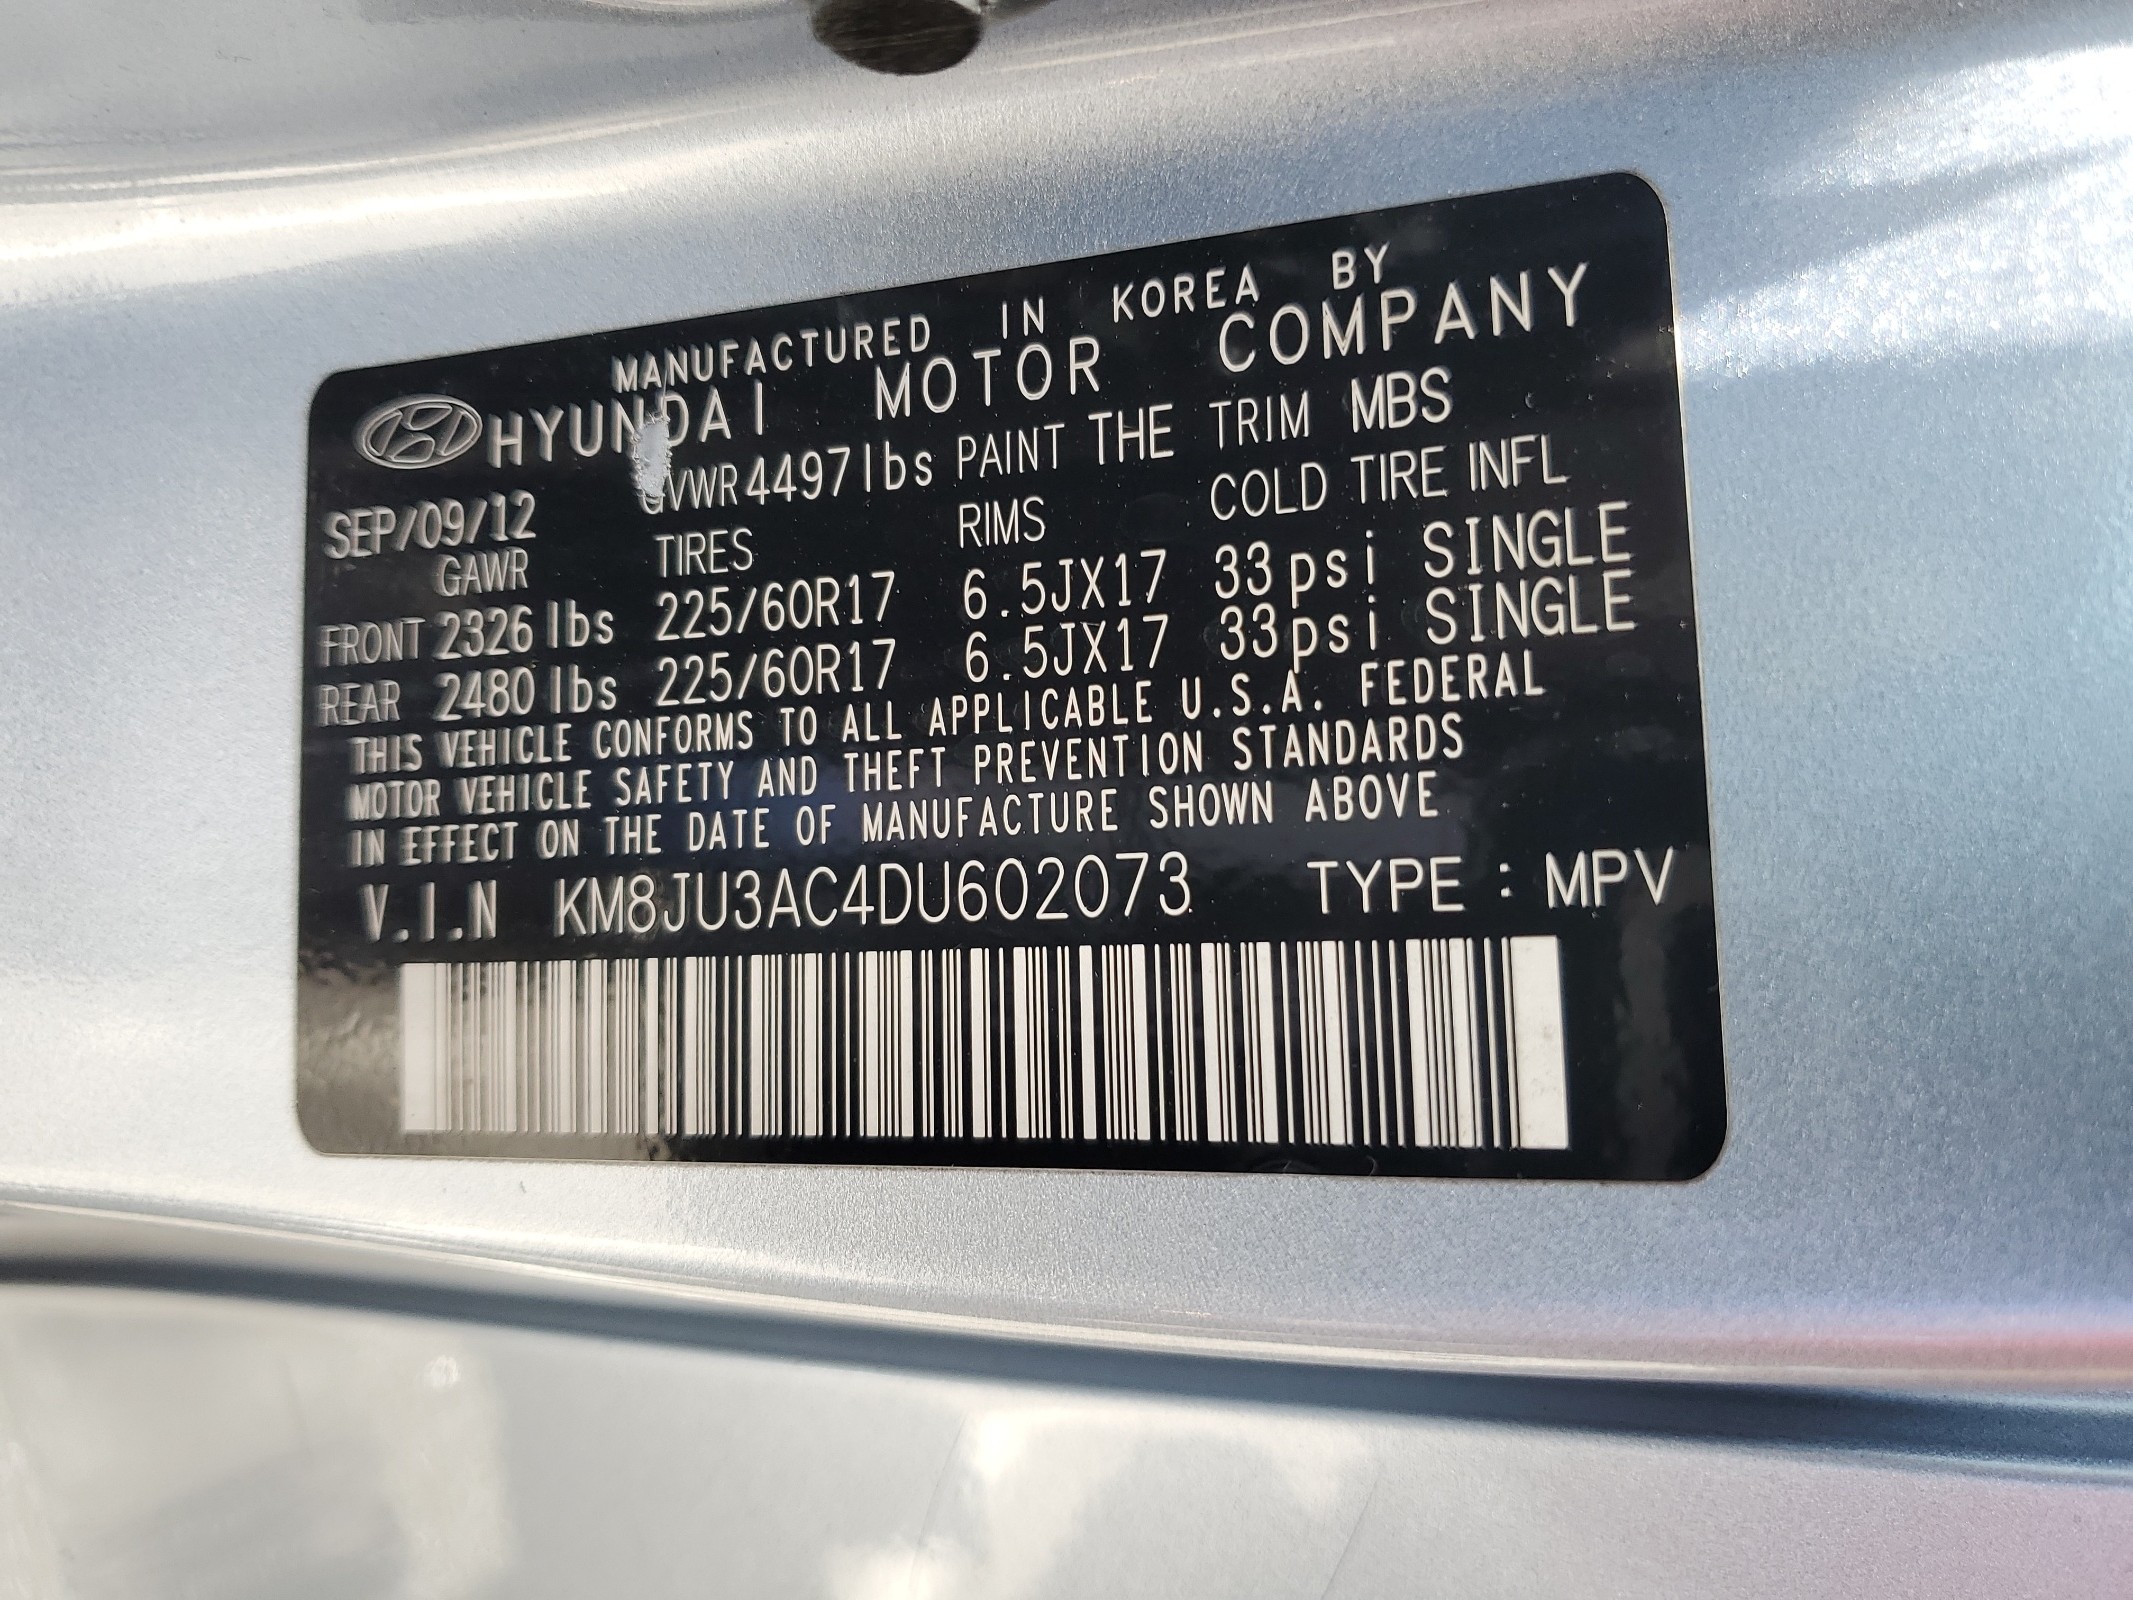 MANUFACTURED IN KOREA BY
HYUNDAI MOTOR COMPANY
SEP/09/12 GVWR 4497lbs PAINT THE TRIM MBS
GAWR TIRES RIMS COLD TIRE INFL
FRONT 2326 lbs 225/60R17 6.5JX17 33psi SINGLE
REAR 2480 lbs 225/60R17 6.5JX17 33psi SINGLE
THIS VEHICLE CONFORMS TO ALL APPLICABLE U.S.A. FEDERAL
MOTOR VEHICLE SAFETY AND THEFT PREVENTION STANDARDS
IN EFFECT ON THE DATE OF MANUFACTURE SHOWN ABOVE
V.I.N KM8JU3AC4DU602073 TYPE : MPV